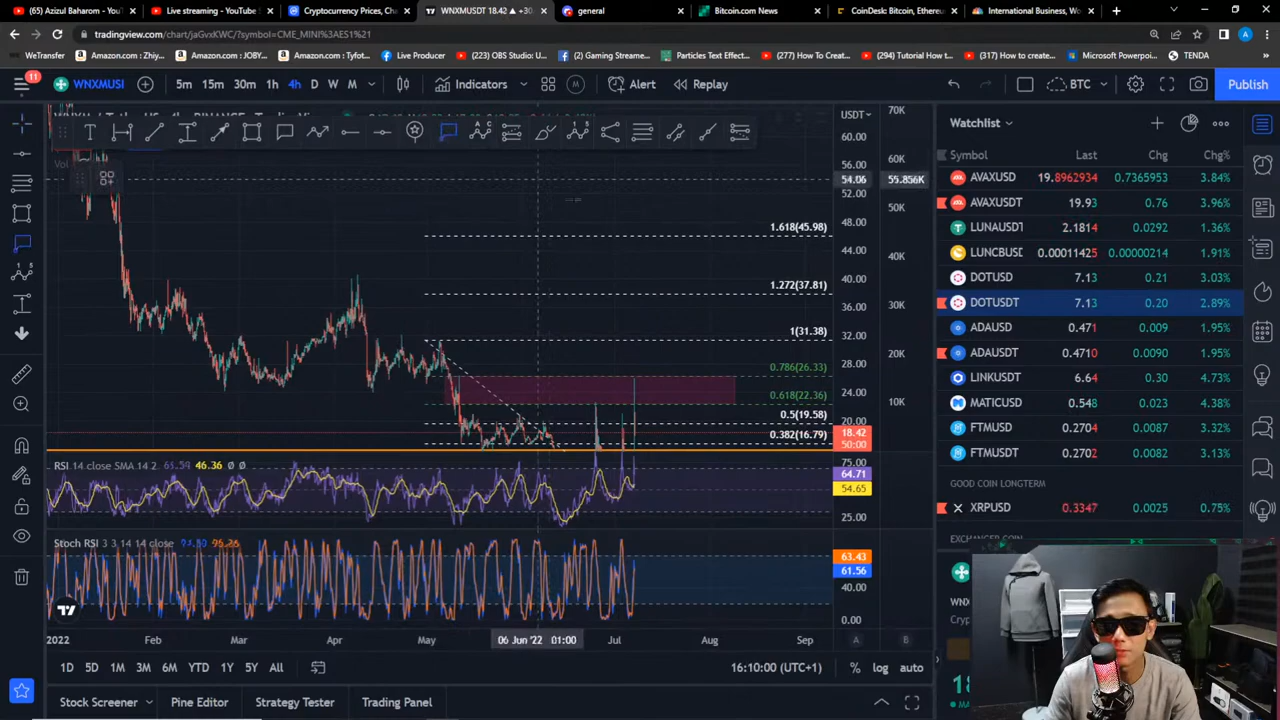 (65) Azizul Baharom - YouTube
Live streaming - YouTube S
Cryptocurrency Prices, Ch
WNXMUSDT 18.42 ▲ +30.
general
Bitcoin.com News
CoinDesk: Bitcoin, Ethereu
International Business, Wo
tradingview.com/chart/jaGvxKWC/?symbol=CME_MINI%3AES1%21
WeTransfer
Amazon.com : Zhiy...
Amazon.com: JOBY...
Amazon.com : Tyfot...
Live Producer
(223) OBS Studio:...
(2) Gaming Streame...
Particles Text Effect...
(277) How To Creat...
(294) Tutorial How t...
(317) How to creat...
Microsoft Powerpoi...
TENDA
11
WNXMUSI
5m 15m 30m 1h 4h D W M
Indicators
Alert
Replay
BTC
Publish
USDT
70K
60.00
60K
56.00
54.06
55.856K
52.00
50K
48.00
44.00
40K
40.00
36.00
30K
32.00
20K
28.00
24.00
10K
20.00
18.42
50:00
1.618(45.98)
1.272(37.81)
1(31.38)
0.786(26.33)
0.618(22.36)
0.5(19.58)
0.382(16.79)
Vol
RSI 14 close SMA 14 2 61.59 46.36 Ø Ø
75.00
64.71
54.65
25.00
Stoch RSI 3 3 14 14 close
63.43
61.56
40.00
0.00
2022 Feb Mar Apr May 06 Jun '22 01:00 Jul Aug Sep
A
B
1D 5D 1M 3M 6M YTD 1Y 5Y All
16:10:00 (UTC+1)
% log auto
Stock Screener
Pine Editor
Strategy Tester
Trading Panel
Watchlist
Symbol Last Chg Chg%
AVAXUSD 19.8962934 0.7365953 3.84%
AVAXUSDT 19.93 0.76 3.96%
LUNAUSDT 2.1814 0.0292 1.36%
LUNCBUSD 0.00011425 0.00000214 1.91%
DOTUSD 7.13 0.21 3.03%
DOTUSDT 7.13 0.20 2.89%
ADAUSD 0.471 0.009 1.95%
ADAUSDT 0.4710 0.0090 1.95%
LINKUSDT 6.64 0.30 4.73%
MATICUSD 0.548 0.023 4.38%
FTMUSD 0.2704 0.0087 3.32%
FTMUSDT 0.2702 0.0082 3.13%
GOOD COIN LONGTERM
XRPUSD 0.3347 0.0025 0.75%
EXCHANGER COIN